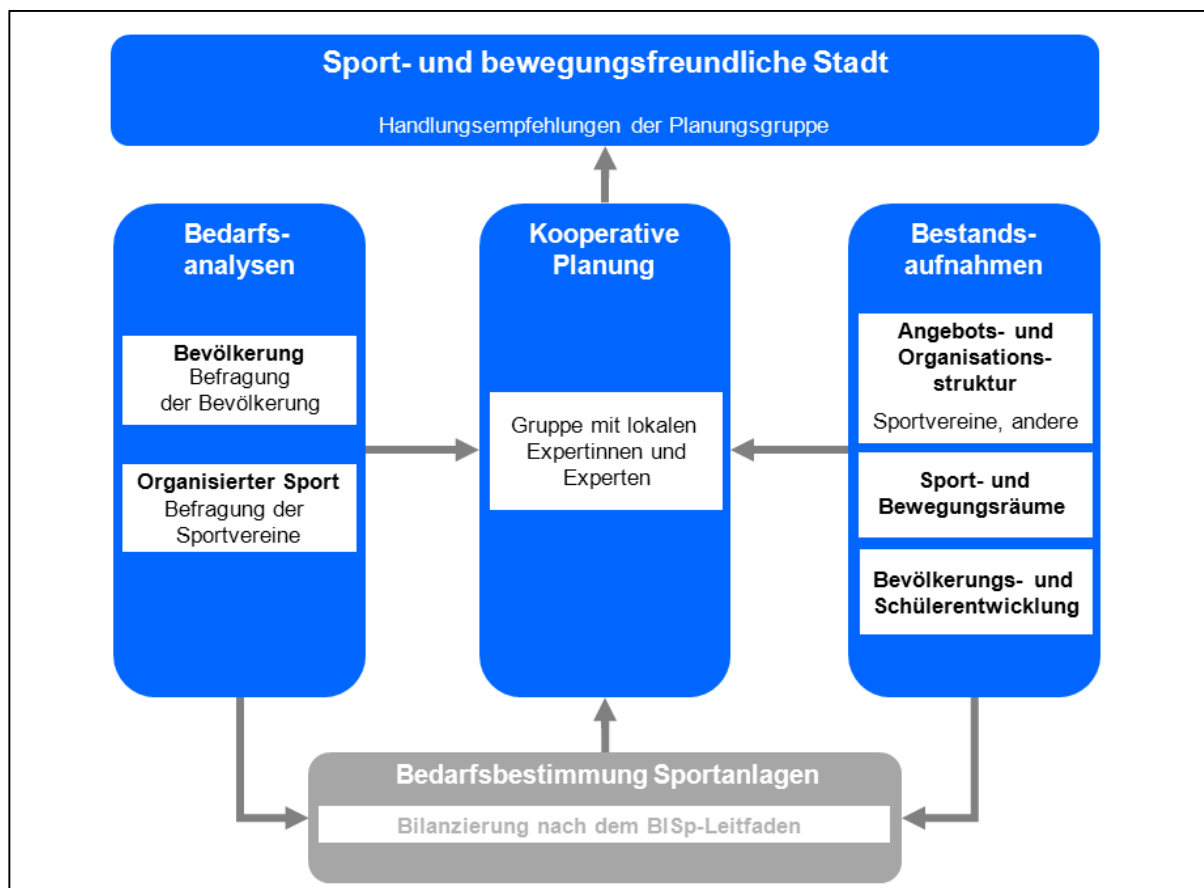 Sport- und bewegungsfreundliche Stadt
Handlungsempfehlungen der Planungsgruppe
Bedarfs-
analysen
Bevölkerung
Befragung
der Bevölkerung
Organisierter Sport
Befragung der
Sportvereine
Kooperative
Planung
Gruppe mit lokalen
Expertinnen und
Experten
Bestands-
aufnahmen
Angebots- und
Organisations-
struktur
Sportvereine, andere
Sport- und
Bewegungsräume
Bevölkerungs- und
Schülerentwicklung
Bedarfsbestimmung Sportanlagen
Bilanzierung nach dem BISp-Leitfaden